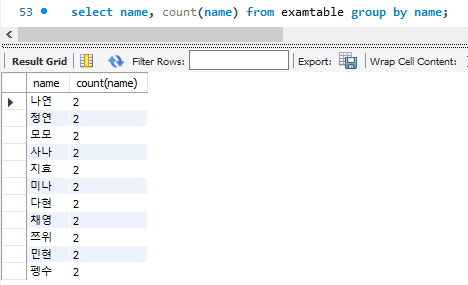 53 select name, count(name) from examtable group by name;
Result Grid Filter Rows: Export: Wrap Cell Content:
name count(name)
나연 2
정연 2
모모 2
사나 2
지효 2
미나 2
다현 2
채영 2
쯔위 2
민현 2
펭수 2